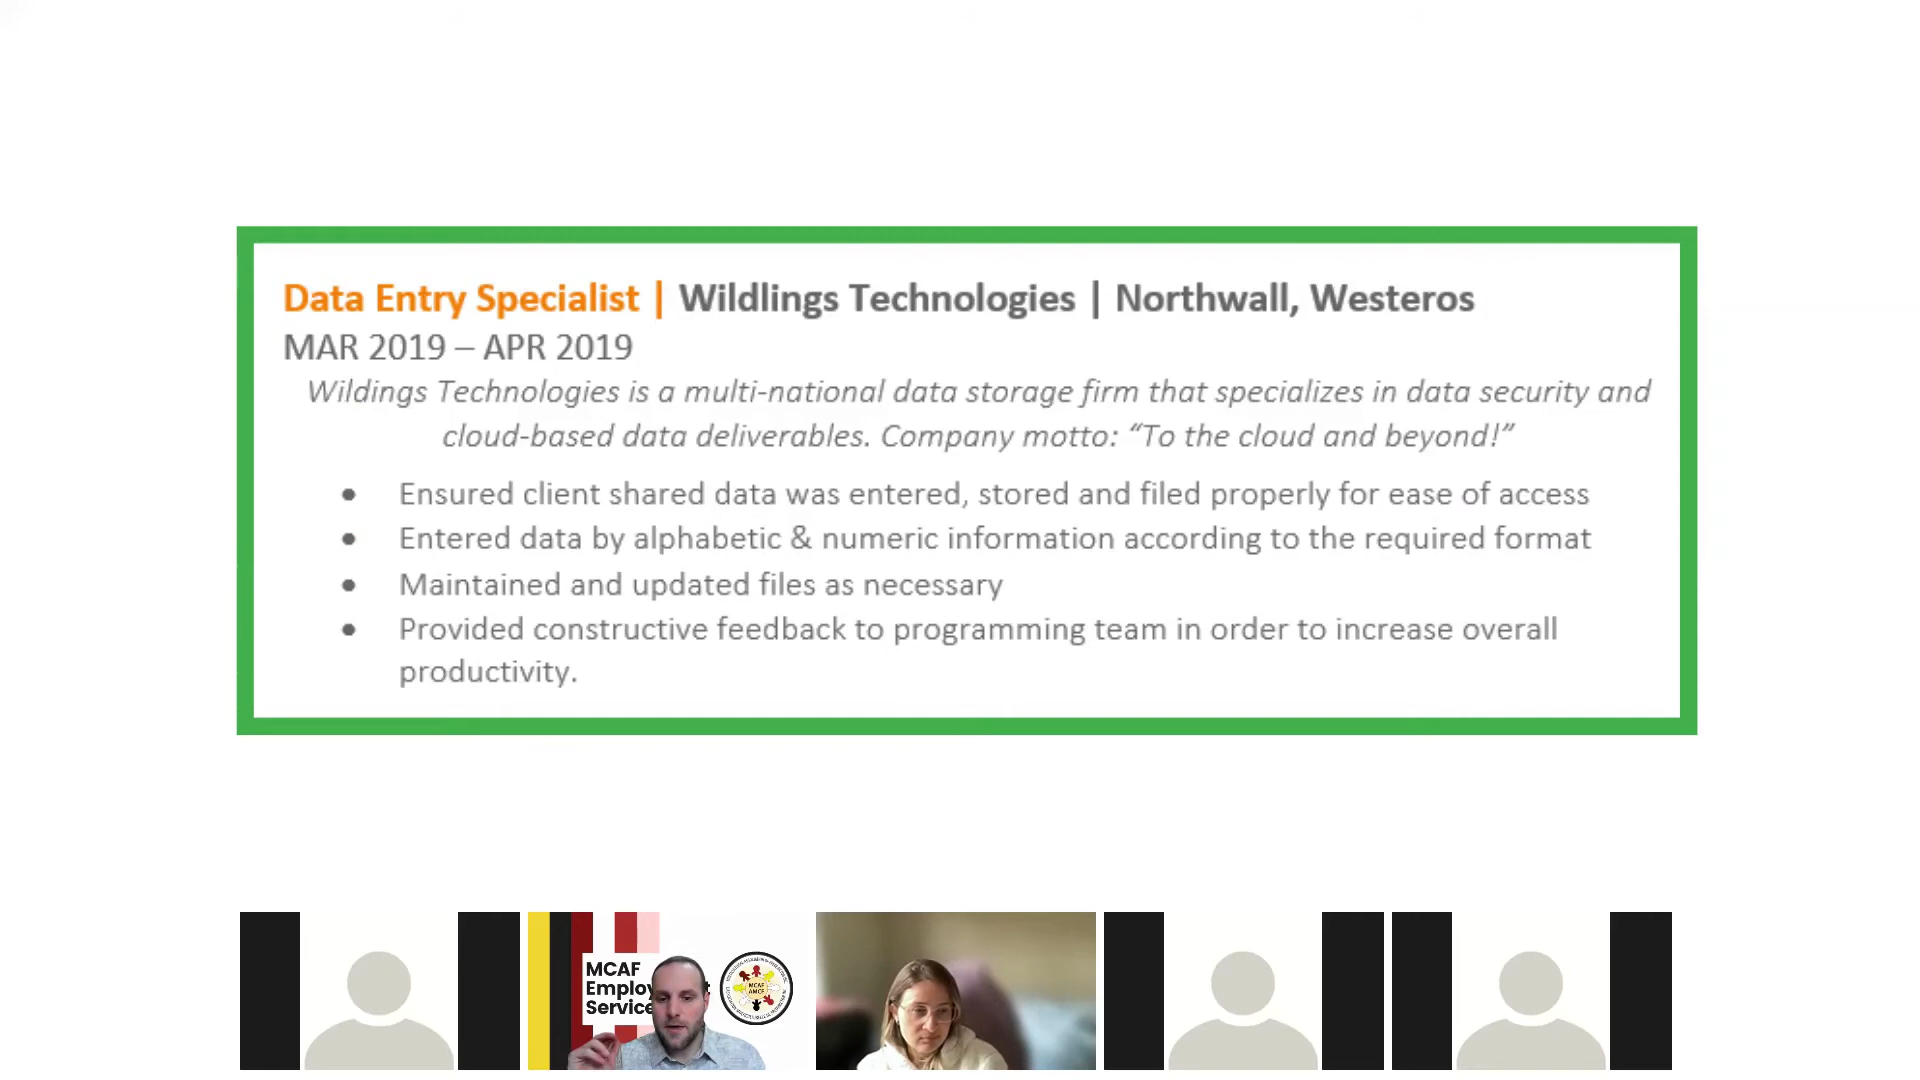 Data Entry Specialist | Wildlings Technologies | Northwall, Westeros
MAR 2019 – APR 2019
Wildings Technologies is a multi-national data storage firm that specializes in data security and
cloud-based data deliverables. Company motto: “To the cloud and beyond!”
• Ensured client shared data was entered, stored and filed properly for ease of access
• Entered data by alphabetic & numeric information according to the required format
• Maintained and updated files as necessary
• Provided constructive feedback to programming team in order to increase overall
productivity.
MCAF
Employ t
Service
MCAF
AMCF